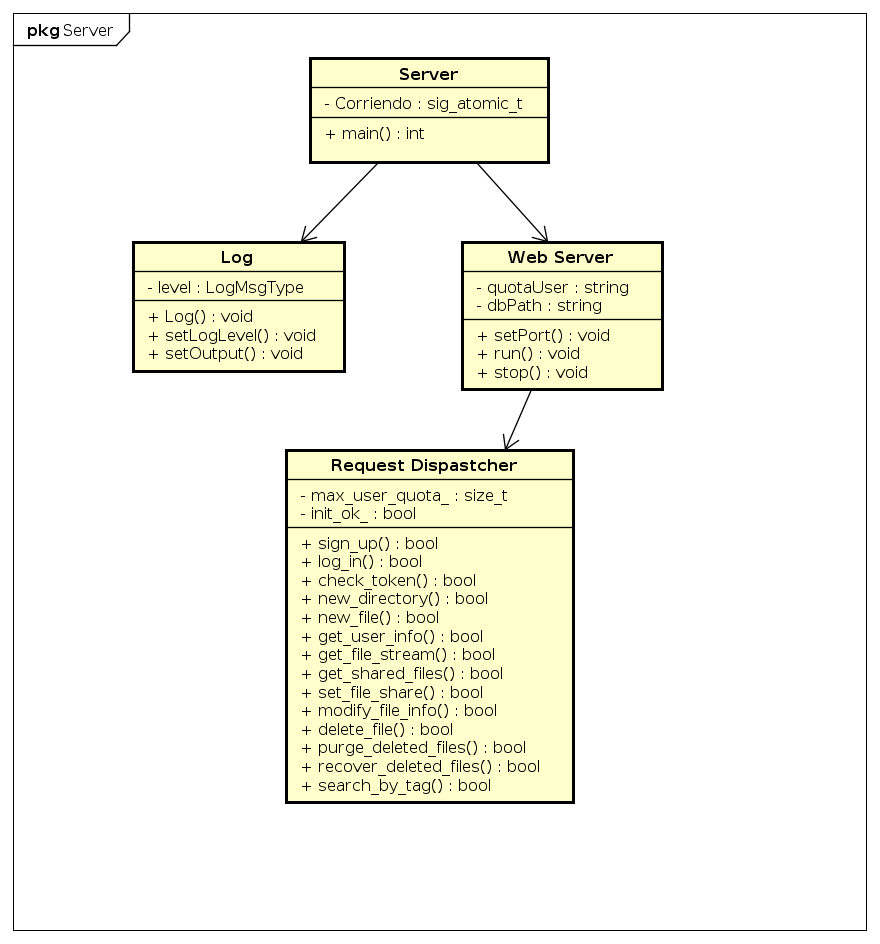 pkg Server
Server
- Corriendo : sig_atomic_t
+ main() : int
Log
- level : LogMsgType
+ Log() : void
+ setLogLevel() : void
+ setOutput() : void
Web Server
- quotaUser : string
- dbPath : string
+ setPort() : void
+ run() : void
+ stop() : void
Request Dispastcher
- max_user_quota_ : size_t
- init_ok_ : bool
+ sign_up() : bool
+ log_in() : bool
+ check_token() : bool
+ new_directory() : bool
+ new_file() : bool
+ get_user_info() : bool
+ get_file_stream() : bool
+ get_shared_files() : bool
+ set_file_share() : bool
+ modify_file_info() : bool
+ delete_file() : bool
+ purge_deleted_files() : bool
+ recover_deleted_files() : bool
+ search_by_tag() : bool